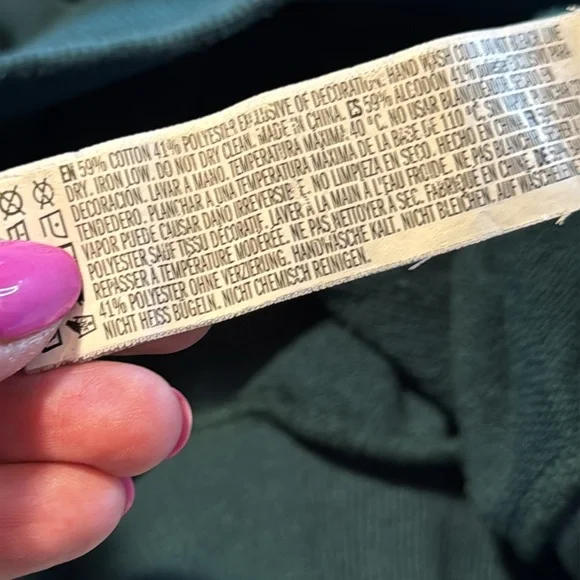 EN 59% COTTON 41% POLYESTER EXCLUSIVE OF DECORATION. HAND WASH COLD. LINE
DRY. IRON LOW. DO NOT DRY CLEAN. MADE IN CHINA. ES 59% ALGODÓN 41%
DECORACIÓN. LAVAR A MANO. TEMPERATURA MÁXIMA 40 °C. NO USAR BLANQUEADOR.
TENDEDERO. PLANCHAR A UNA TEMPERATURA MÁXIMA DE LA BASE DE 110 °C. SIN
VAPOR PUEDE CAUSAR DAÑO IRREVERSIBLE. NO LIMPIEZA EN SECO. HECHO EN CHINA.
POLYESTER SAUF TISSU DÉCORATIF. LAVER À LA MAIN À L'EAU FROIDE. NE PAS BLANCHIR.
REPASSER À TEMPÉRATURE MODÉRÉE. NE PAS NETTOYER À SEC. FABRIQUÉ EN CHINE.
41% POLYESTER OHNE VERZIERUNG. HANDWÄSCHE KALT. NICHT BLEICHEN. AUF WÄSCHELEINE
NICHT HEISS BÜGELN. NICHT CHEMISCH REINIGEN.